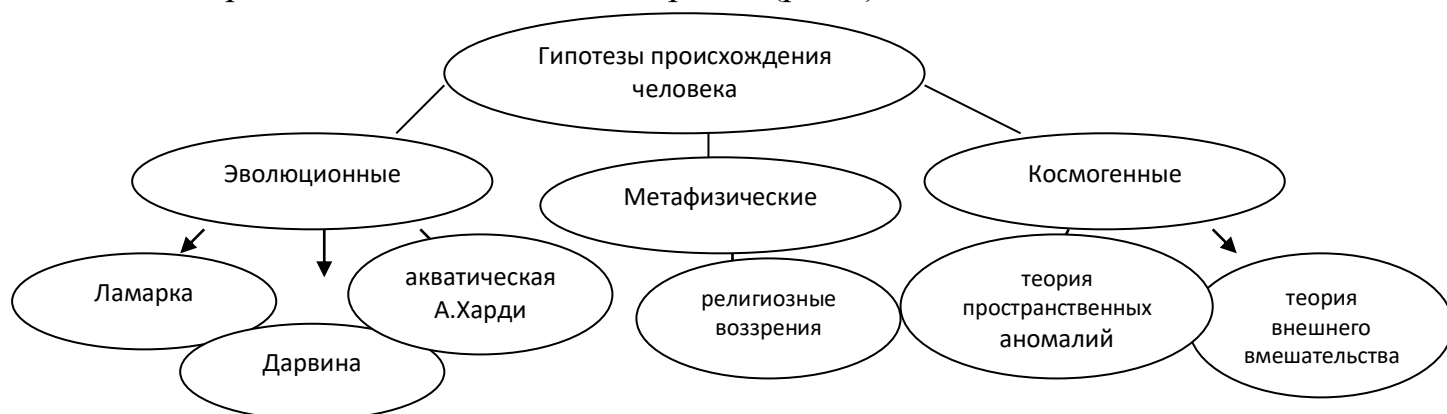 Гипотезы происхождения
человека
Эволюционные
Метафизические
Космогенные
Ламарка
Дарвина
акватическая
А.Харди
религиозные
воззрения
теория
пространственных
аномалий
теория
внешнего
вмешательства